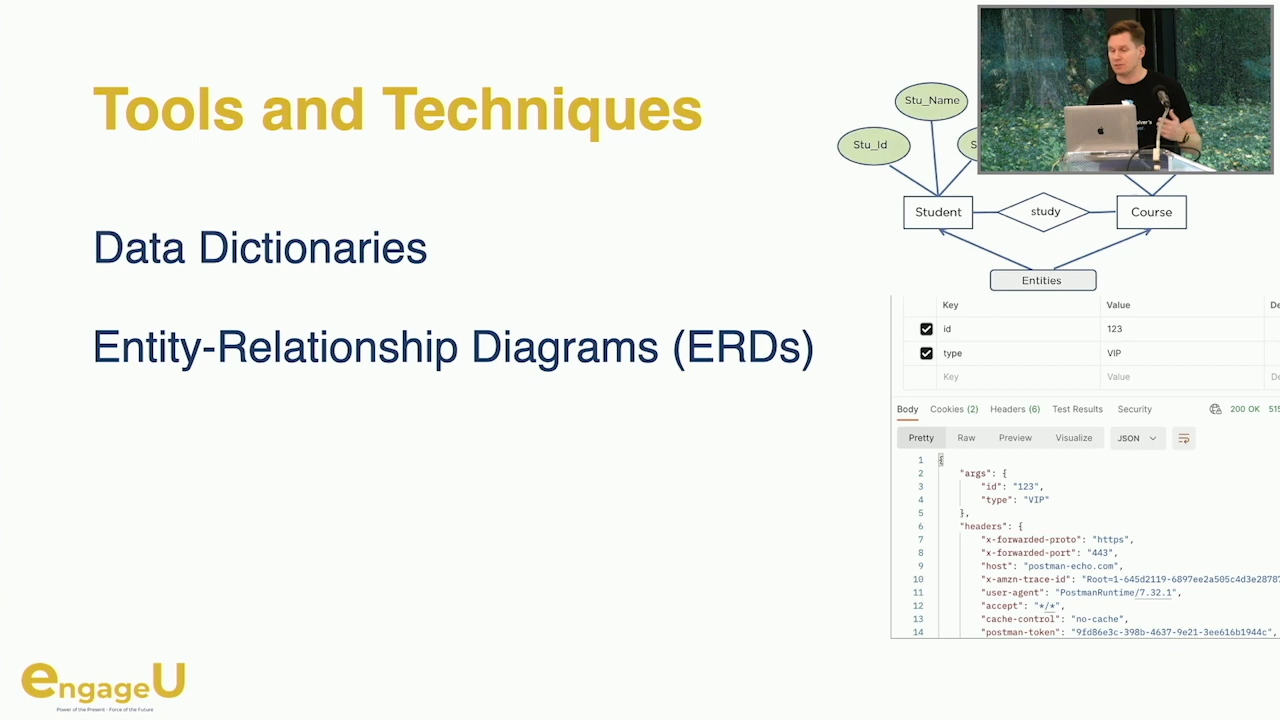 Tools and Techniques
Data Dictionaries
Entity-Relationship Diagrams (ERDs)
Stu_Name
Stu_Id
S
Student
study
Course
Entities
Key Value De
id 123
type VIP
Key Value De
Body Cookies (2) Headers (6) Test Results Security 200 OK 515
Pretty Raw Preview Visualize JSON
1 {
2 "args": {
3 "id": "123",
4 "type": "VIP"
5 },
6 "headers": {
7 "x-forwarded-proto": "https",
8 "x-forwarded-port": "443",
9 "host": "postman-echo.com",
10 "x-amzn-trace-id": "Root=1-645d2119-6897ee2a505c4d3e28787
11 "user-agent": "PostmanRuntime/7.32.1",
12 "accept": "*/*",
13 "cache-control": "no-cache",
14 "postman-token": "9fd86e3c-398b-4637-9e21-3ee616b1944c",
engageU
Power of the Present - Force of the Future